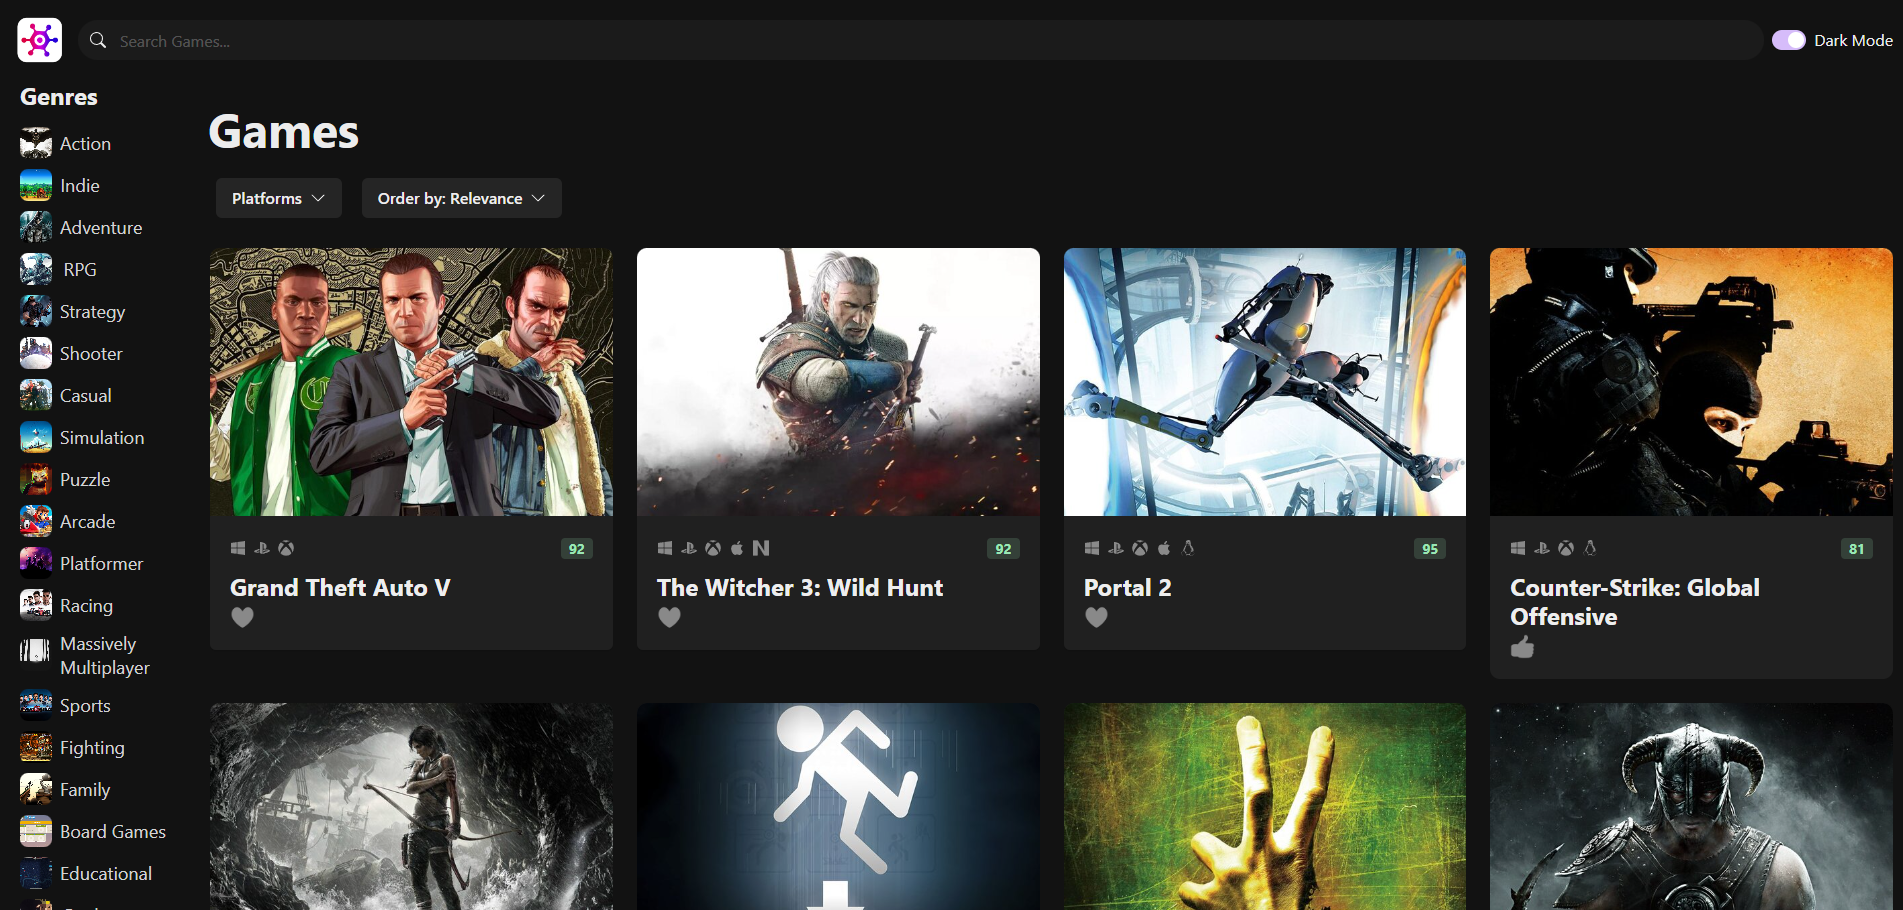 Search Games...
Dark Mode
Genres
Action
Indie
Adventure
RPG
Strategy
Shooter
Casual
Simulation
Puzzle
Arcade
Platformer
Racing
Massively
Multiplayer
Sports
Fighting
Family
Board Games
Educational
Games
Platforms
Order by: Relevance
92
Grand Theft Auto V
92
The Witcher 3: Wild Hunt
95
Portal 2
81
Counter-Strike: Global
Offensive